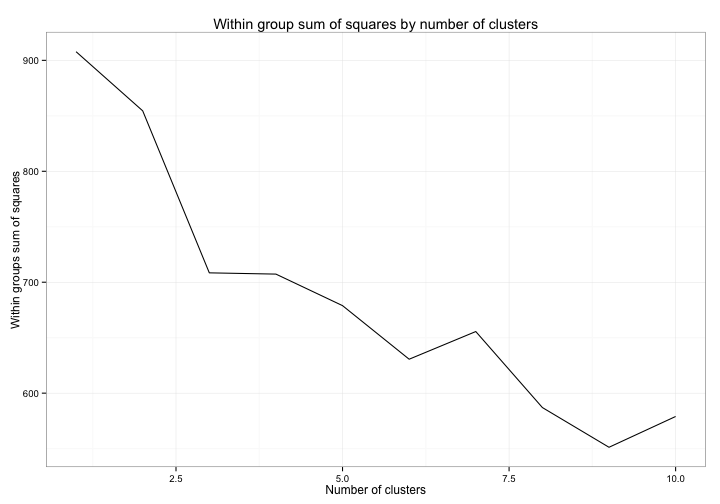 Within group sum of squares by number of clusters
900
800
700
600
Within groups sum of squares
2.5
5.0
7.5
10.0
Number of clusters